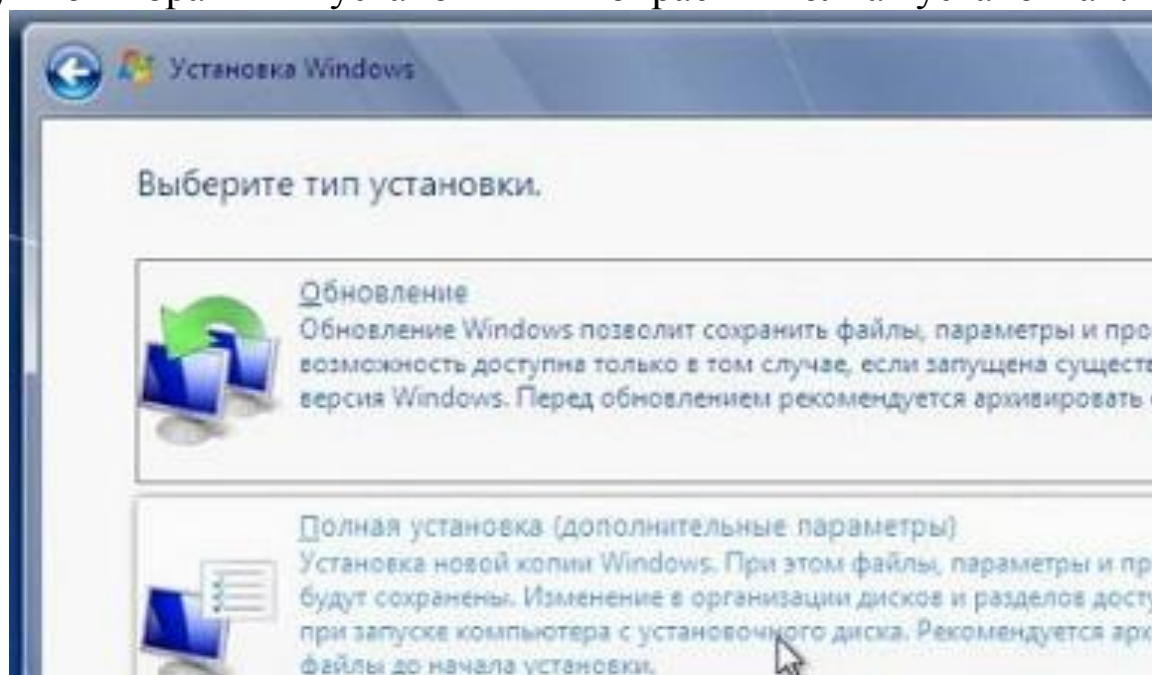 Установка Windows
Выберите тип установки.
Обновление
Обновление Windows позволит сохранить файлы, параметры и про
возможность доступна только в том случае, если запущена существ
версия Windows. Перед обновлением рекомендуется архивировать
Полная установка (дополнительные параметры)
Установка новой копии Windows. При этом файлы, параметры и пр
будут сохранены. Изменение в организации дисков и разделов досту
при запуске компьютера с установочного диска. Рекомендуется арх
файлы до начала установки.